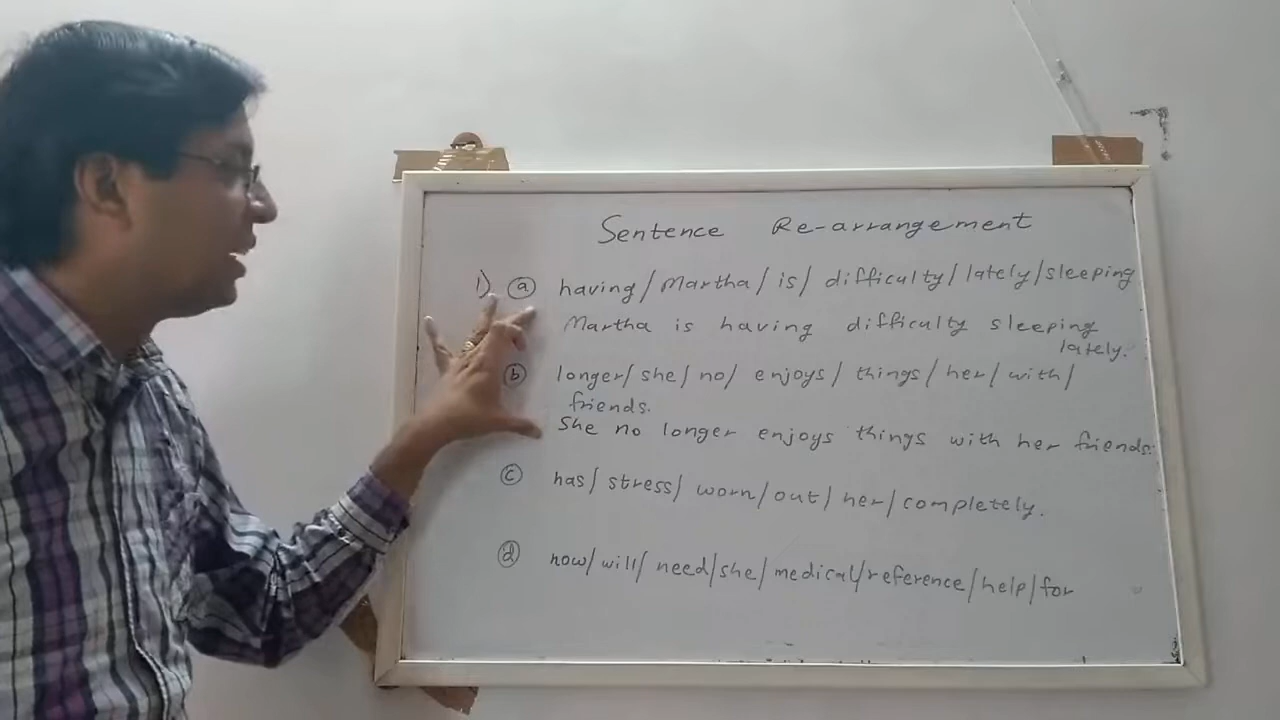 Sentence Re-arrangement
1) a having/ Martha/ is/ difficulty/ lately/ sleeping
Martha is having difficulty sleeping
lately.
b longer/ she/ no/ enjoys/ things/ her/ with/
friends.
She no longer enjoys things with her friends.
c has/ stress/ worn/ out/ her/ completely.
d now/ will/ need/ she/ medical/ reference/ help/ for